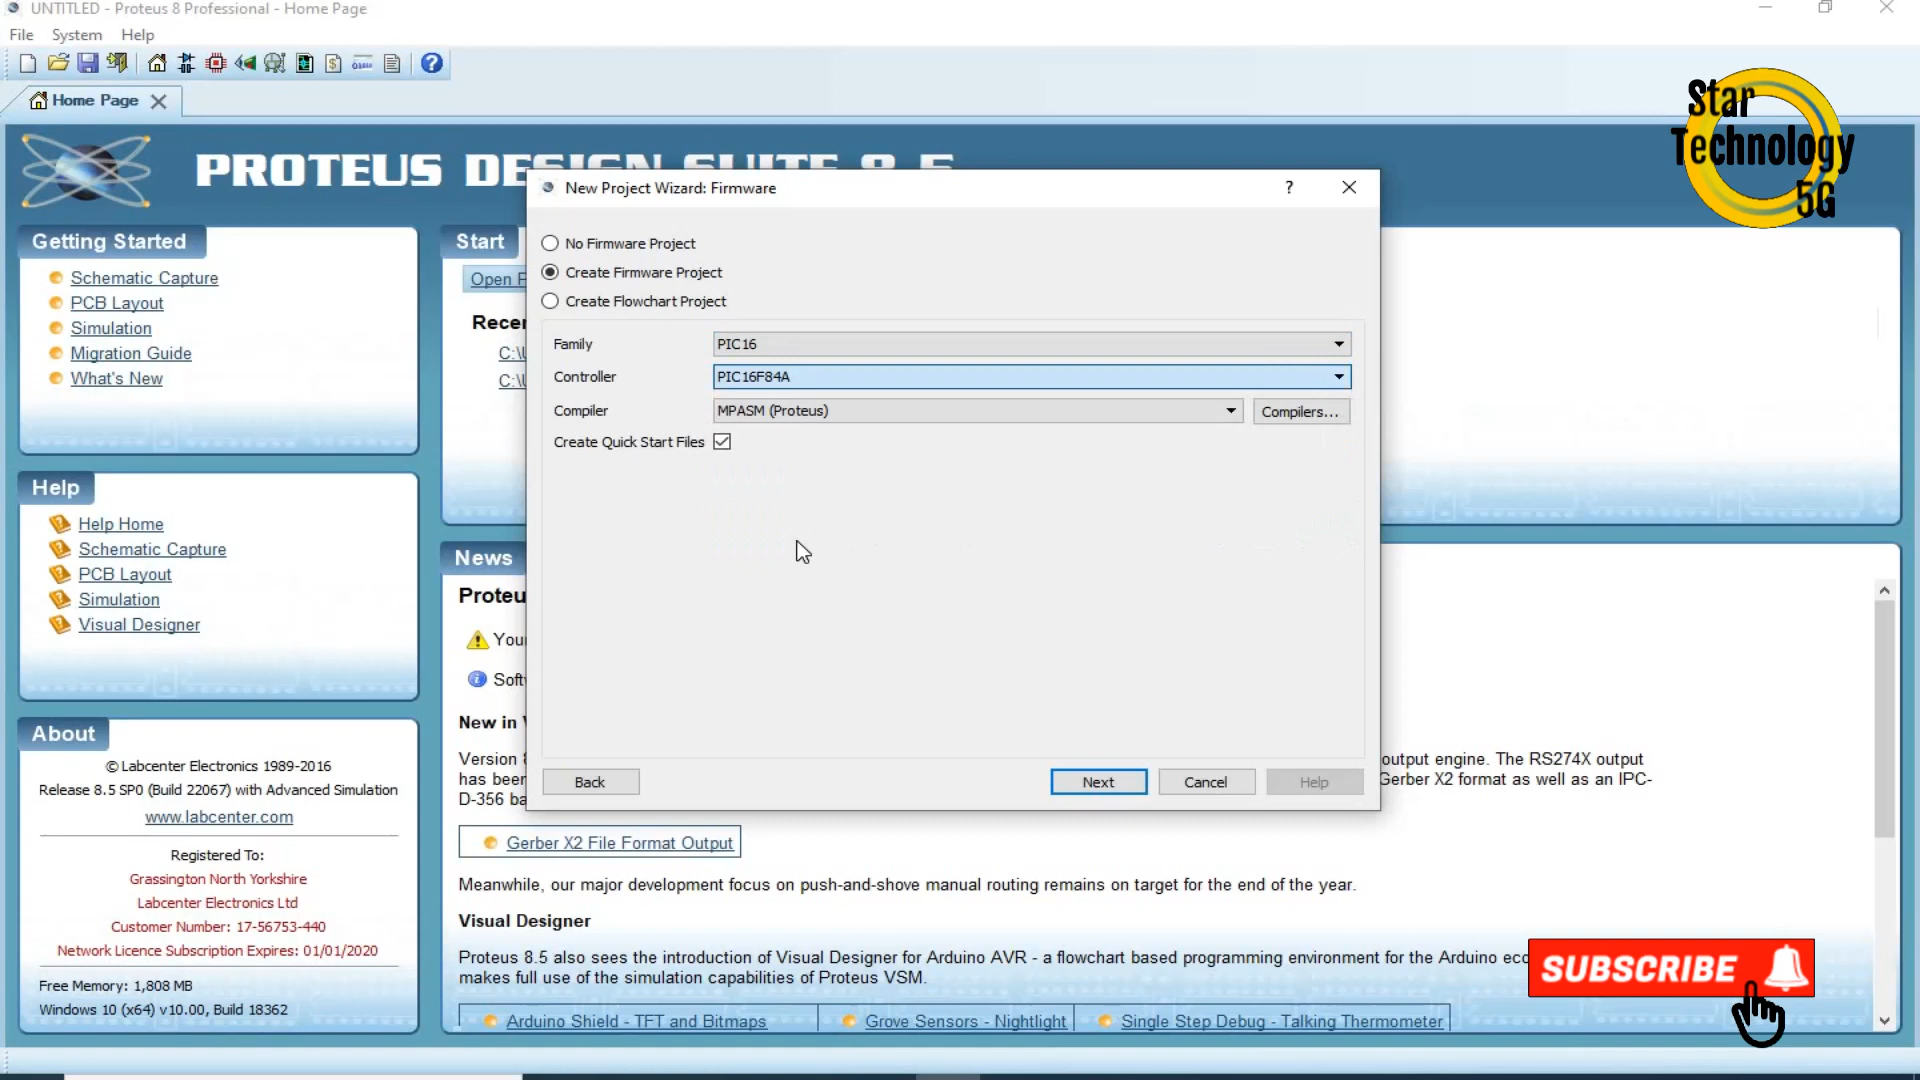 UNTITLED - Proteus 8 Professional - Home Page
File System Help
Home Page
Star
Technology
5G
PROTEUS DESIGN SUITE 8.5
New Project Wizard: Firmware
?
Getting Started
Schematic Capture
PCB Layout
Simulation
Migration Guide
What's New
Start
Open
Recen
C:\U
C:\U
No Firmware Project
Create Firmware Project
Create Flowchart Project
Family PIC16
Controller PIC16F84A
Compiler MPASM (Proteus) Compilers...
Create Quick Start Files
Back Next Cancel Help
Help
Help Home
Schematic Capture
PCB Layout
Simulation
Visual Designer
News
Proteu
Your
Soft
New in
Version 8 output engine. The RS274X output
has been Gerber X2 format as well as an IPC-
D-356 ba
Gerber X2 File Format Output
Meanwhile, our major development focus on push-and-shove manual routing remains on target for the end of the year.
Visual Designer
Proteus 8.5 also sees the introduction of Visual Designer for Arduino AVR - a flowchart based programming environment for the Arduino eco
makes full use of the simulation capabilities of Proteus VSM.
Arduino Shield - TFT and Bitmaps Grove Sensors - Nightlight Single Step Debug - Talking Thermometer
SUBSCRIBE
About
© Labcenter Electronics 1989-2016
Release 8.5 SP0 (Build 22067) with Advanced Simulation
www.labcenter.com
Registered To:
Grassington North Yorkshire
Labcenter Electronics Ltd
Customer Number: 17-56753-440
Network Licence Subscription Expires: 01/01/2020
Free Memory: 1,808 MB
Windows 10 (x64) v10.00, Build 18362